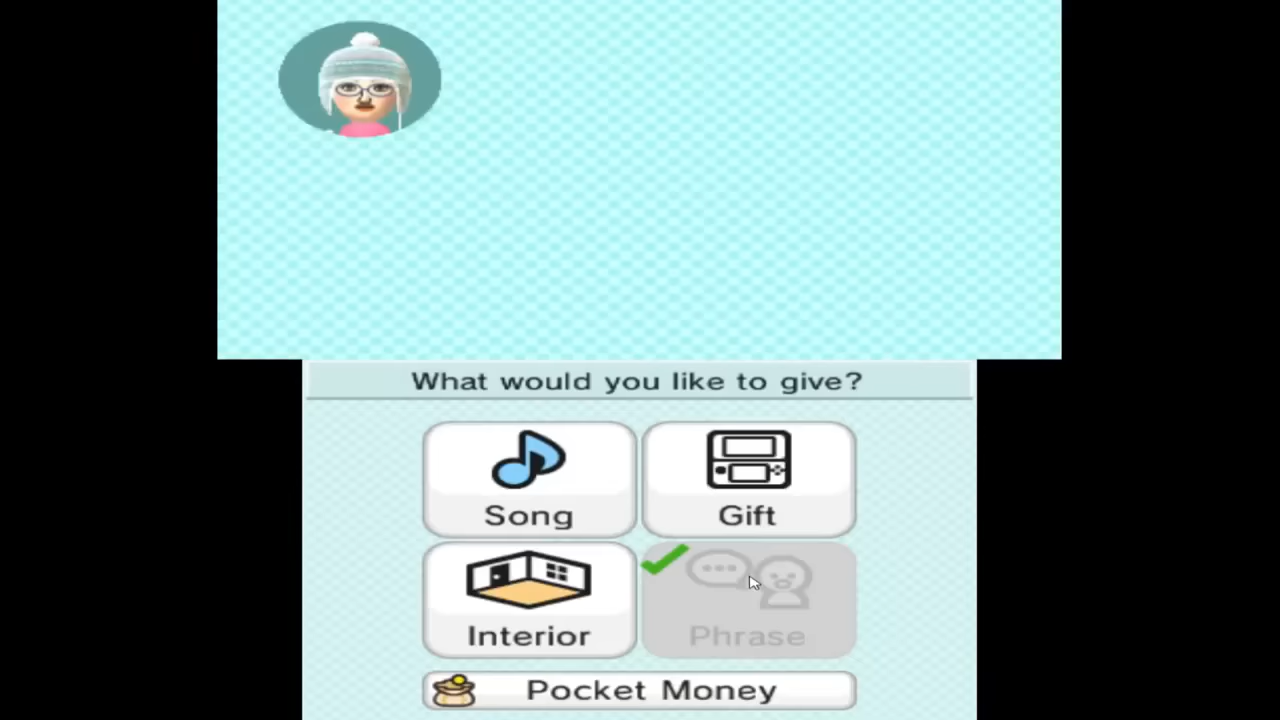 What would you like to give?
Song
Gift
Interior
Phrase
Pocket Money